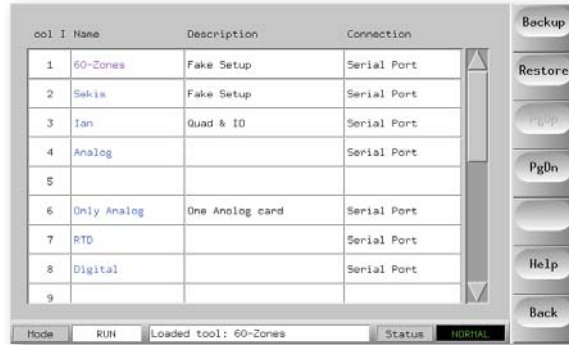 ool I Name Description Connection
1 60-Zones Fake Setup Serial Port
2 Sekis Fake Setup Serial Port
3 Ian Quad & IO Serial Port
4 Analog Serial Port
5
6 Only Analog One Anolog card Serial Port
7 RTD Serial Port
8 Digital Serial Port
9
Mode RUN Loaded tool: 60-Zones Status NORMAL
Backup
Restore
PgUp
PgDn
Help
Back